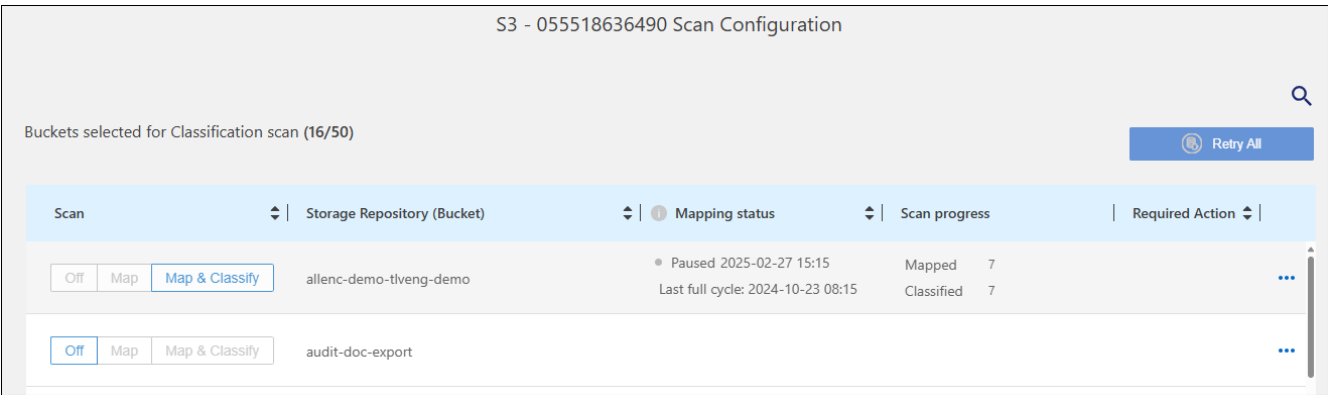 S3 - 055518636490 Scan Configuration
Buckets selected for Classification scan (16/50)
Retry All
Scan Storage Repository (Bucket) Mapping status Scan progress Required Action
Off Map Map & Classify allenc-demo-tlveng-demo Paused 2025-02-27 15:15 Mapped 7
Last full cycle: 2024-10-23 08:15 Classified 7
Off Map Map & Classify audit-doc-export